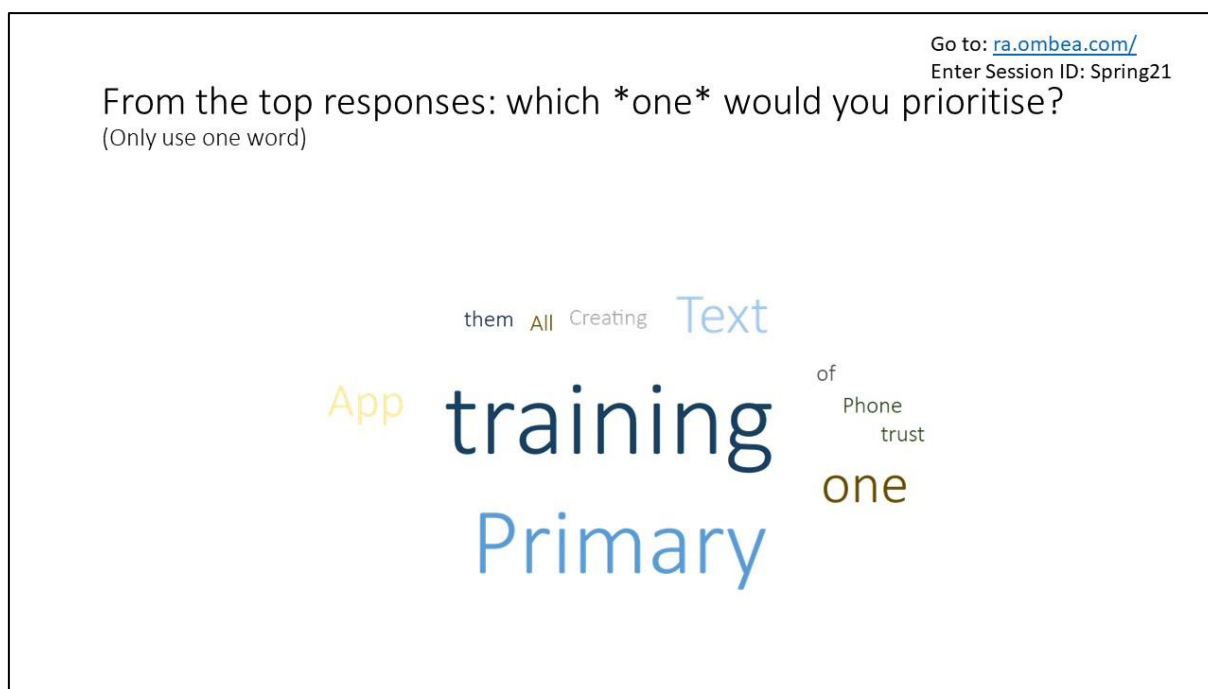 Go to: ra.ombea.com/
Enter Session ID: Spring21
From the top responses: which *one* would you prioritise?
(Only use one word)
them All Creating Text
of
App training Phone
trust
one
Primary